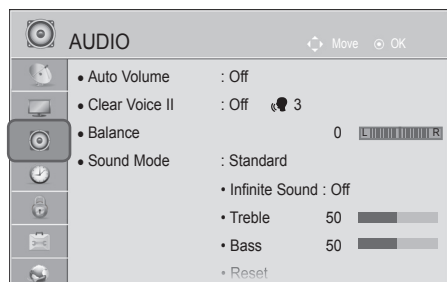 AUDIO Move OK
• Auto Volume : Off
• Clear Voice II : Off 3
• Balance 0 L R
• Sound Mode : Standard
• Infinite Sound : Off
• Treble 50
• Bass 50
• Reset